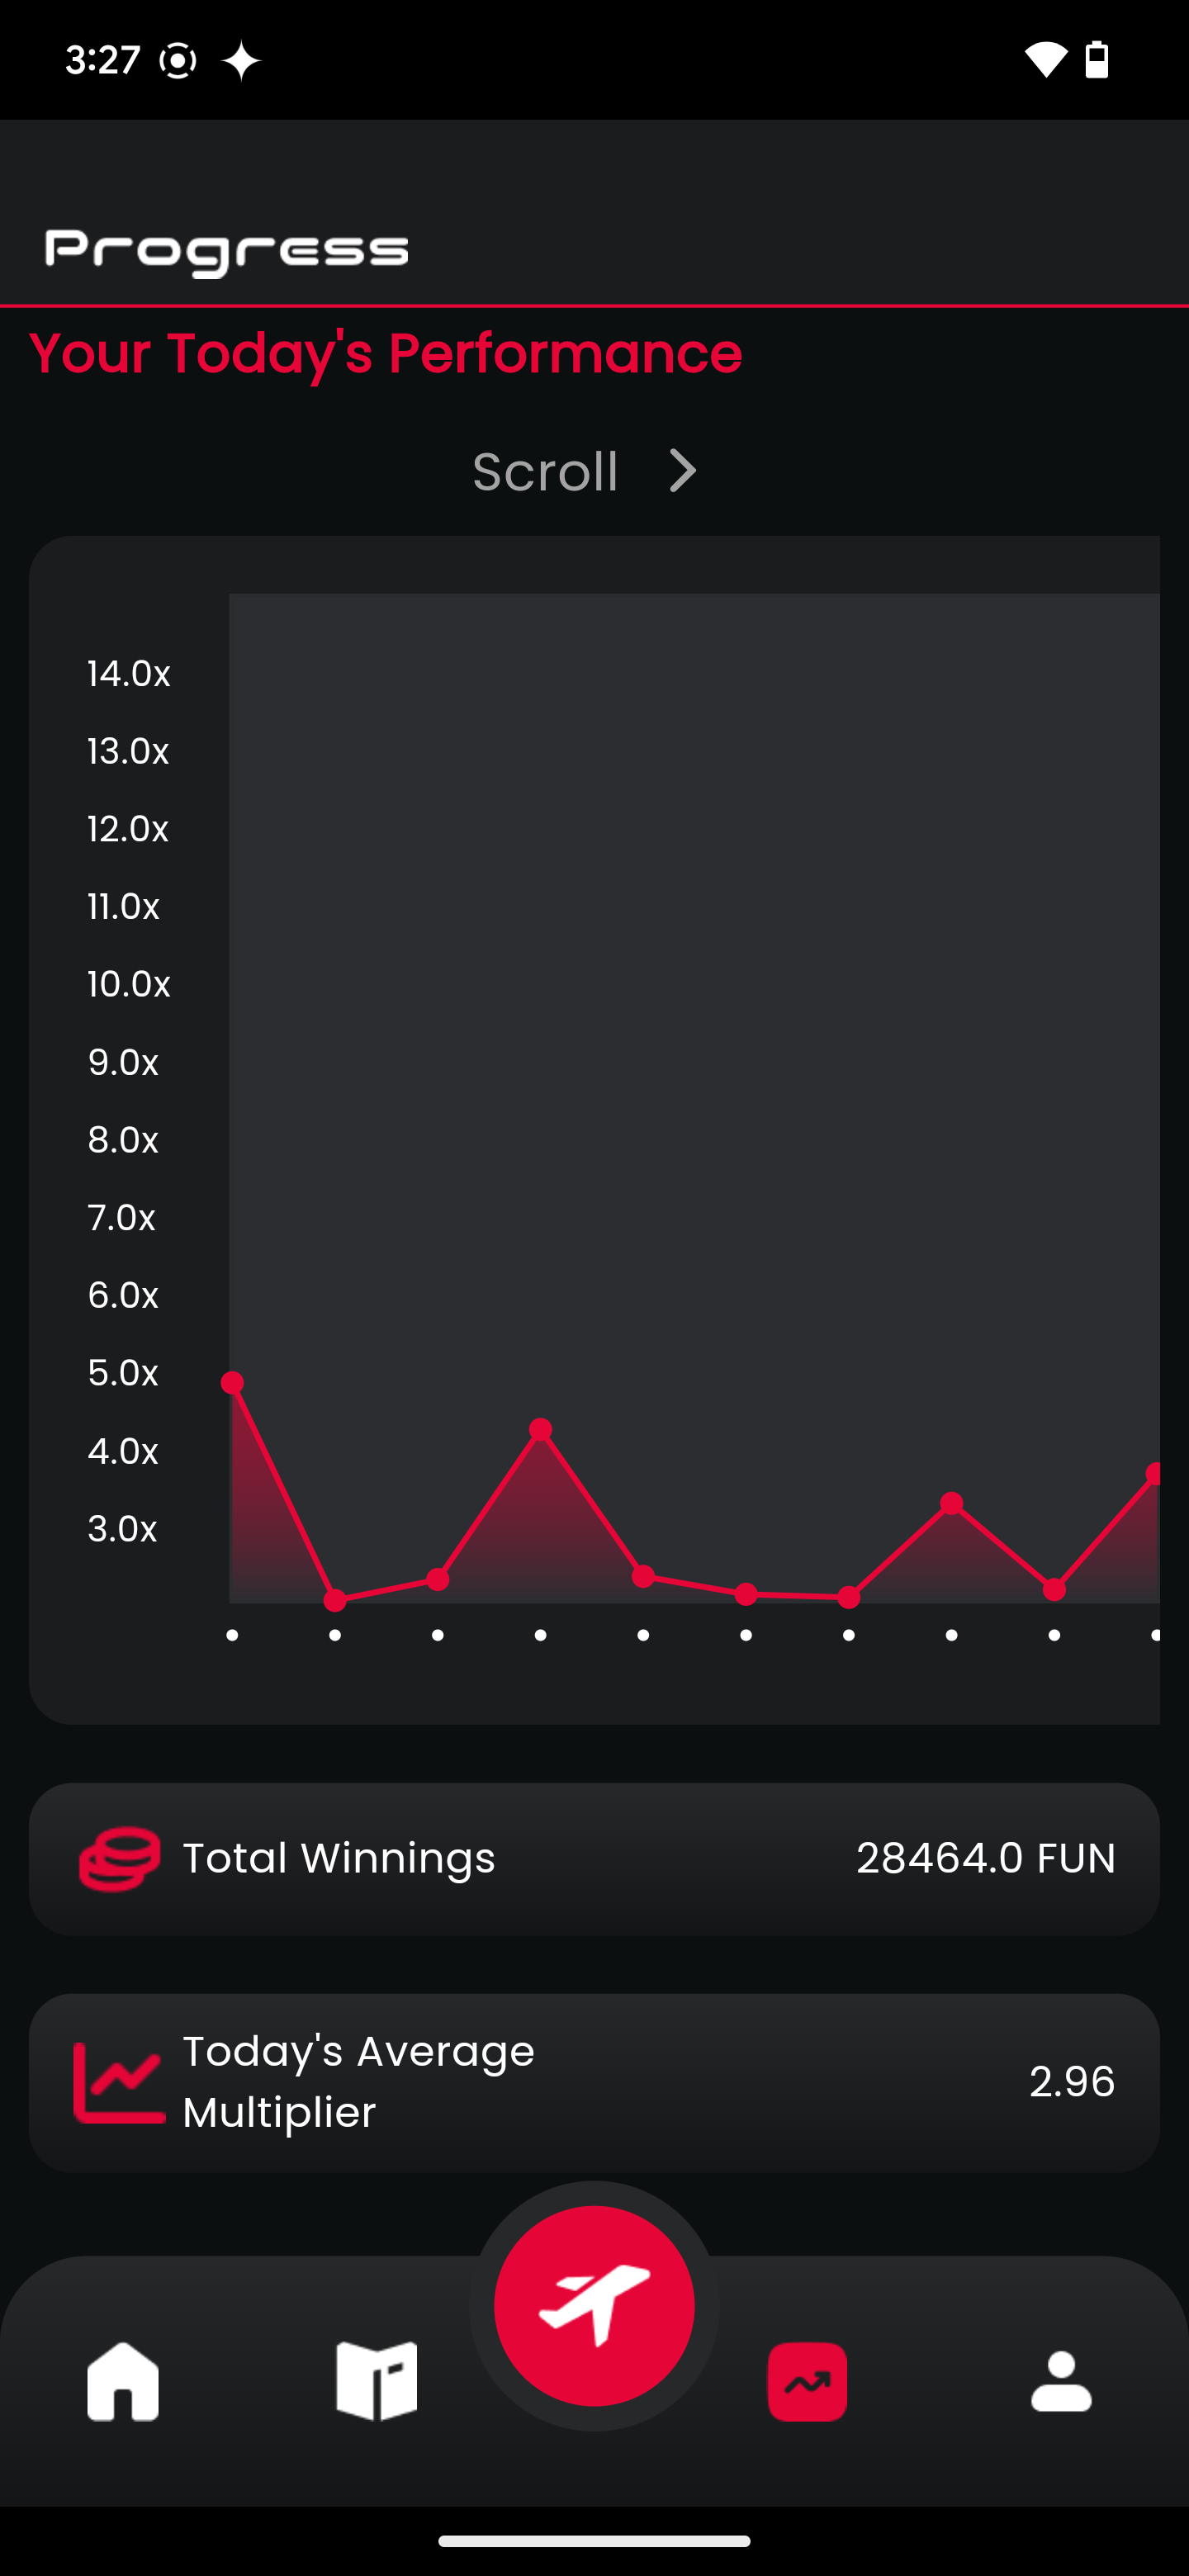 3:27
Progress
Your Today's Performance
Scroll
14.0x
13.0x
12.0x
11.0x
10.0x
9.0x
8.0x
7.0x
6.0x
5.0x
4.0x
3.0x
Total Winnings 28464.0 FUN
Today's Average
Multiplier
2.96